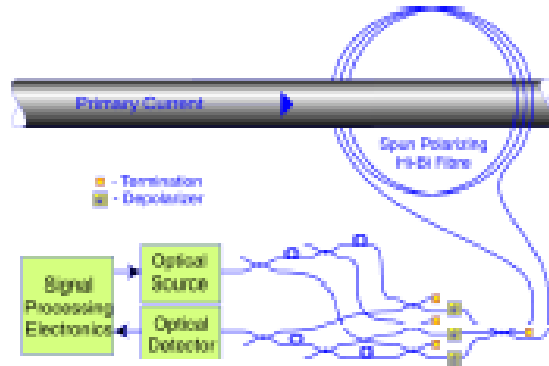 Primary Current
Spun Polarizing
Hi-Bi Fibre
- Termination
- Depolarizer
Signal
Processing
Electronics
Optical
Source
Optical
Detector